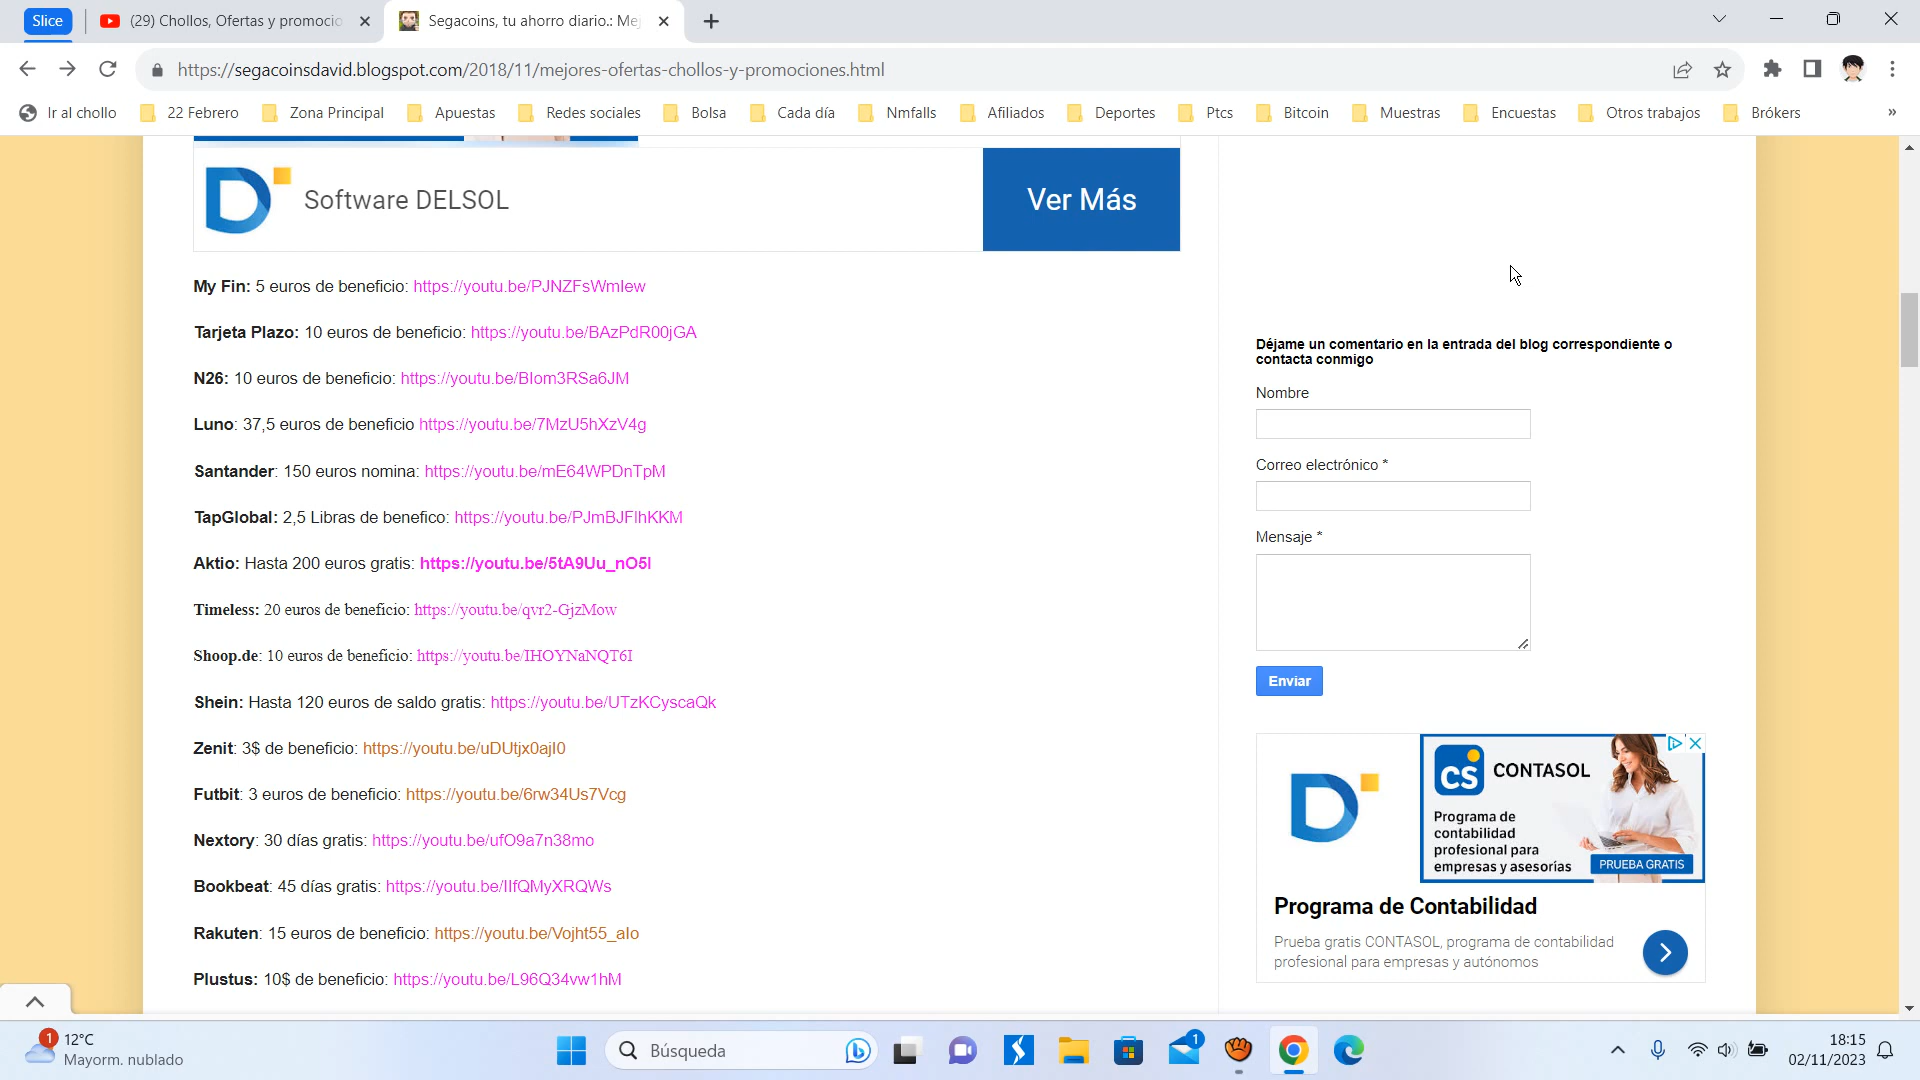 Slice
(29) Chollos, Ofertas y promocio
Segacoins, tu ahorro diario.: Me
https://segacoinsdavid.blogspot.com/2018/11/mejores-ofertas-chollos-y-promociones.html
Ir al chollo
22 Febrero
Zona Principal
Apuestas
Redes sociales
Bolsa
Cada día
Nmfalls
Afiliados
Deportes
Ptcs
Bitcoin
Muestras
Encuestas
Otros trabajos
Brókers
»
Software DELSOL
Ver Más
My Fin: 5 euros de beneficio: https://youtu.be/PJNZFsWmlew
Tarjeta Plazo: 10 euros de beneficio: https://youtu.be/BAzPdR00jGA
N26: 10 euros de beneficio: https://youtu.be/BIom3RSa6JM
Luno: 37,5 euros de beneficio https://youtu.be/7MzU5hXzV4g
Santander: 150 euros nomina: https://youtu.be/mE64WPDnTpM
TapGlobal: 2,5 Libras de benefico: https://youtu.be/PJmBJFlhKKM
Aktio: Hasta 200 euros gratis: https://youtu.be/5tA9Uu_nO5I
Timeless: 20 euros de beneficio: https://youtu.be/qvr2-GjzMow
Shoop.de: 10 euros de beneficio: https://youtu.be/IHOYNaNQT6I
Shein: Hasta 120 euros de saldo gratis: https://youtu.be/UTzKCyscaQk
Zenit: 3$ de beneficio: https://youtu.be/uDUtjx0ajI0
Futbit: 3 euros de beneficio: https://youtu.be/6rw34Us7Vcg
Nextory: 30 días gratis: https://youtu.be/ufO9a7n38mo
Bookbeat: 45 días gratis: https://youtu.be/IIfQMyXRQWs
Rakuten: 15 euros de beneficio: https://youtu.be/Vojht55_alo
Plustus: 10$ de beneficio: https://youtu.be/L96Q34vw1hM
Déjame un comentario en la entrada del blog correspondiente o
contacta conmigo
Nombre
Correo electrónico *
Mensaje *
Enviar
CS CONTASOL
Programa de
contabilidad
profesional para
empresas y asesorías
PRUEBA GRATIS
Programa de Contabilidad
Prueba gratis CONTASOL, programa de contabilidad
profesional para empresas y autónomos
1
12°C
Mayorm. nublado
Búsqueda
1
18:15
02/11/2023